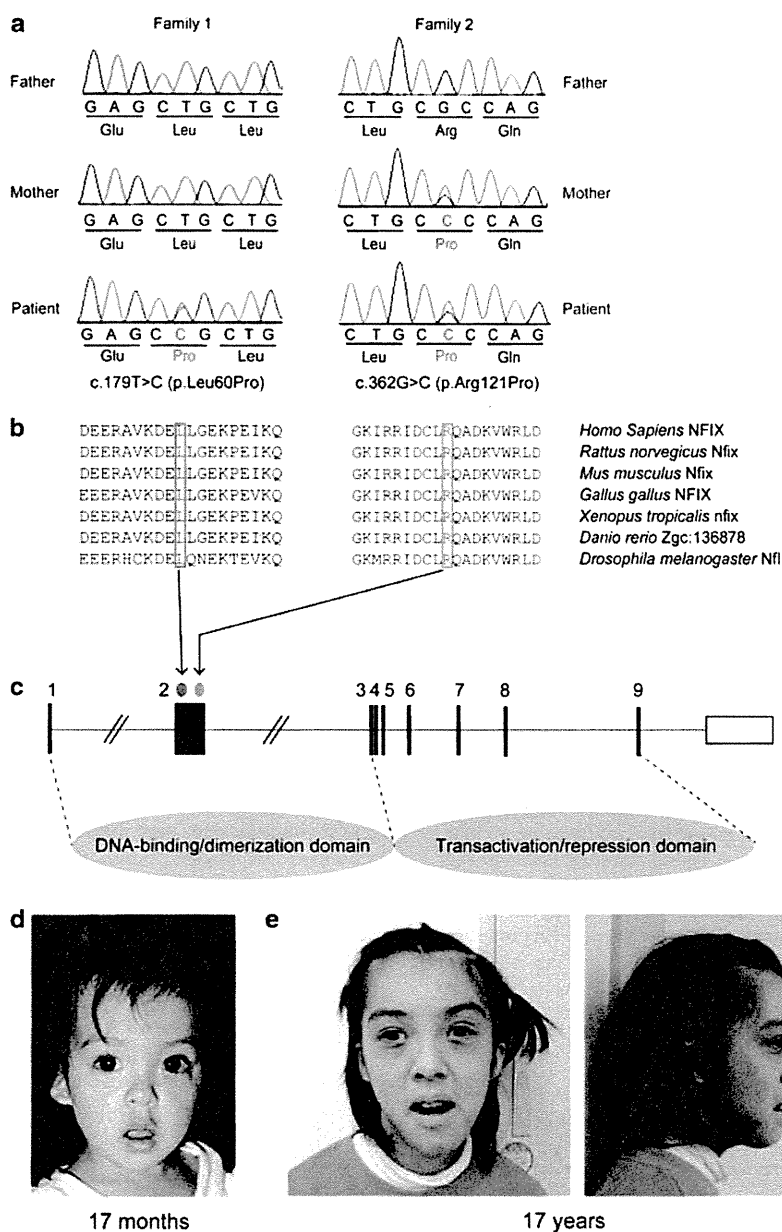 a
Family 1
Family 2
Father
G A G C T G C T G
Glu Leu Leu
C T G C G C C A G
Leu Arg Gln
Father
Mother
G A G C T G C T G
Glu Leu Leu
C T G C C C C A G
Leu Pro Gln
Mother
Patient
G A G C C G C T G
Glu Pro Leu
C T G C C C C A G
Leu Pro Gln
Patient
c.179T>C (p.Leu60Pro)
c.362G>C (p.Arg121Pro)
b
DEERAVKDELLGEKPEIKQ GKIRRIDCLRQADKVWRLD Homo Sapiens NFIX
DEERAVKDELLGEKPEIKQ GKIRRIDCLRQADKVWRLD Rattus norvegicus Nfix
DEERAVKDELLGEKPEIKQ GKIRRIDCLRQADKVWRLD Mus musculus Nfix
EEERAVKDELLGEKPEVKQ GKIRRIDCLRQADKVWRLD Gallus gallus NFIX
DEERAVKDELLGEKPEIKQ GKIRRIDCLRQADKVWRLD Xenopus tropicalis nfix
DEERAVKDELLGEKPEIKQ GKIRRIDCLRQADKVWRLD Danio rerio Zgc:136878
EEERHCKDELQNEKTEVKQ GKMRRIDCLRQADKVWRLD Drosophila melanogaster NfI
c
1 2 3 4 5 6 7 8 9
DNA-binding/dimerization domain
Transactivation/repression domain
d
e
17 months
17 years